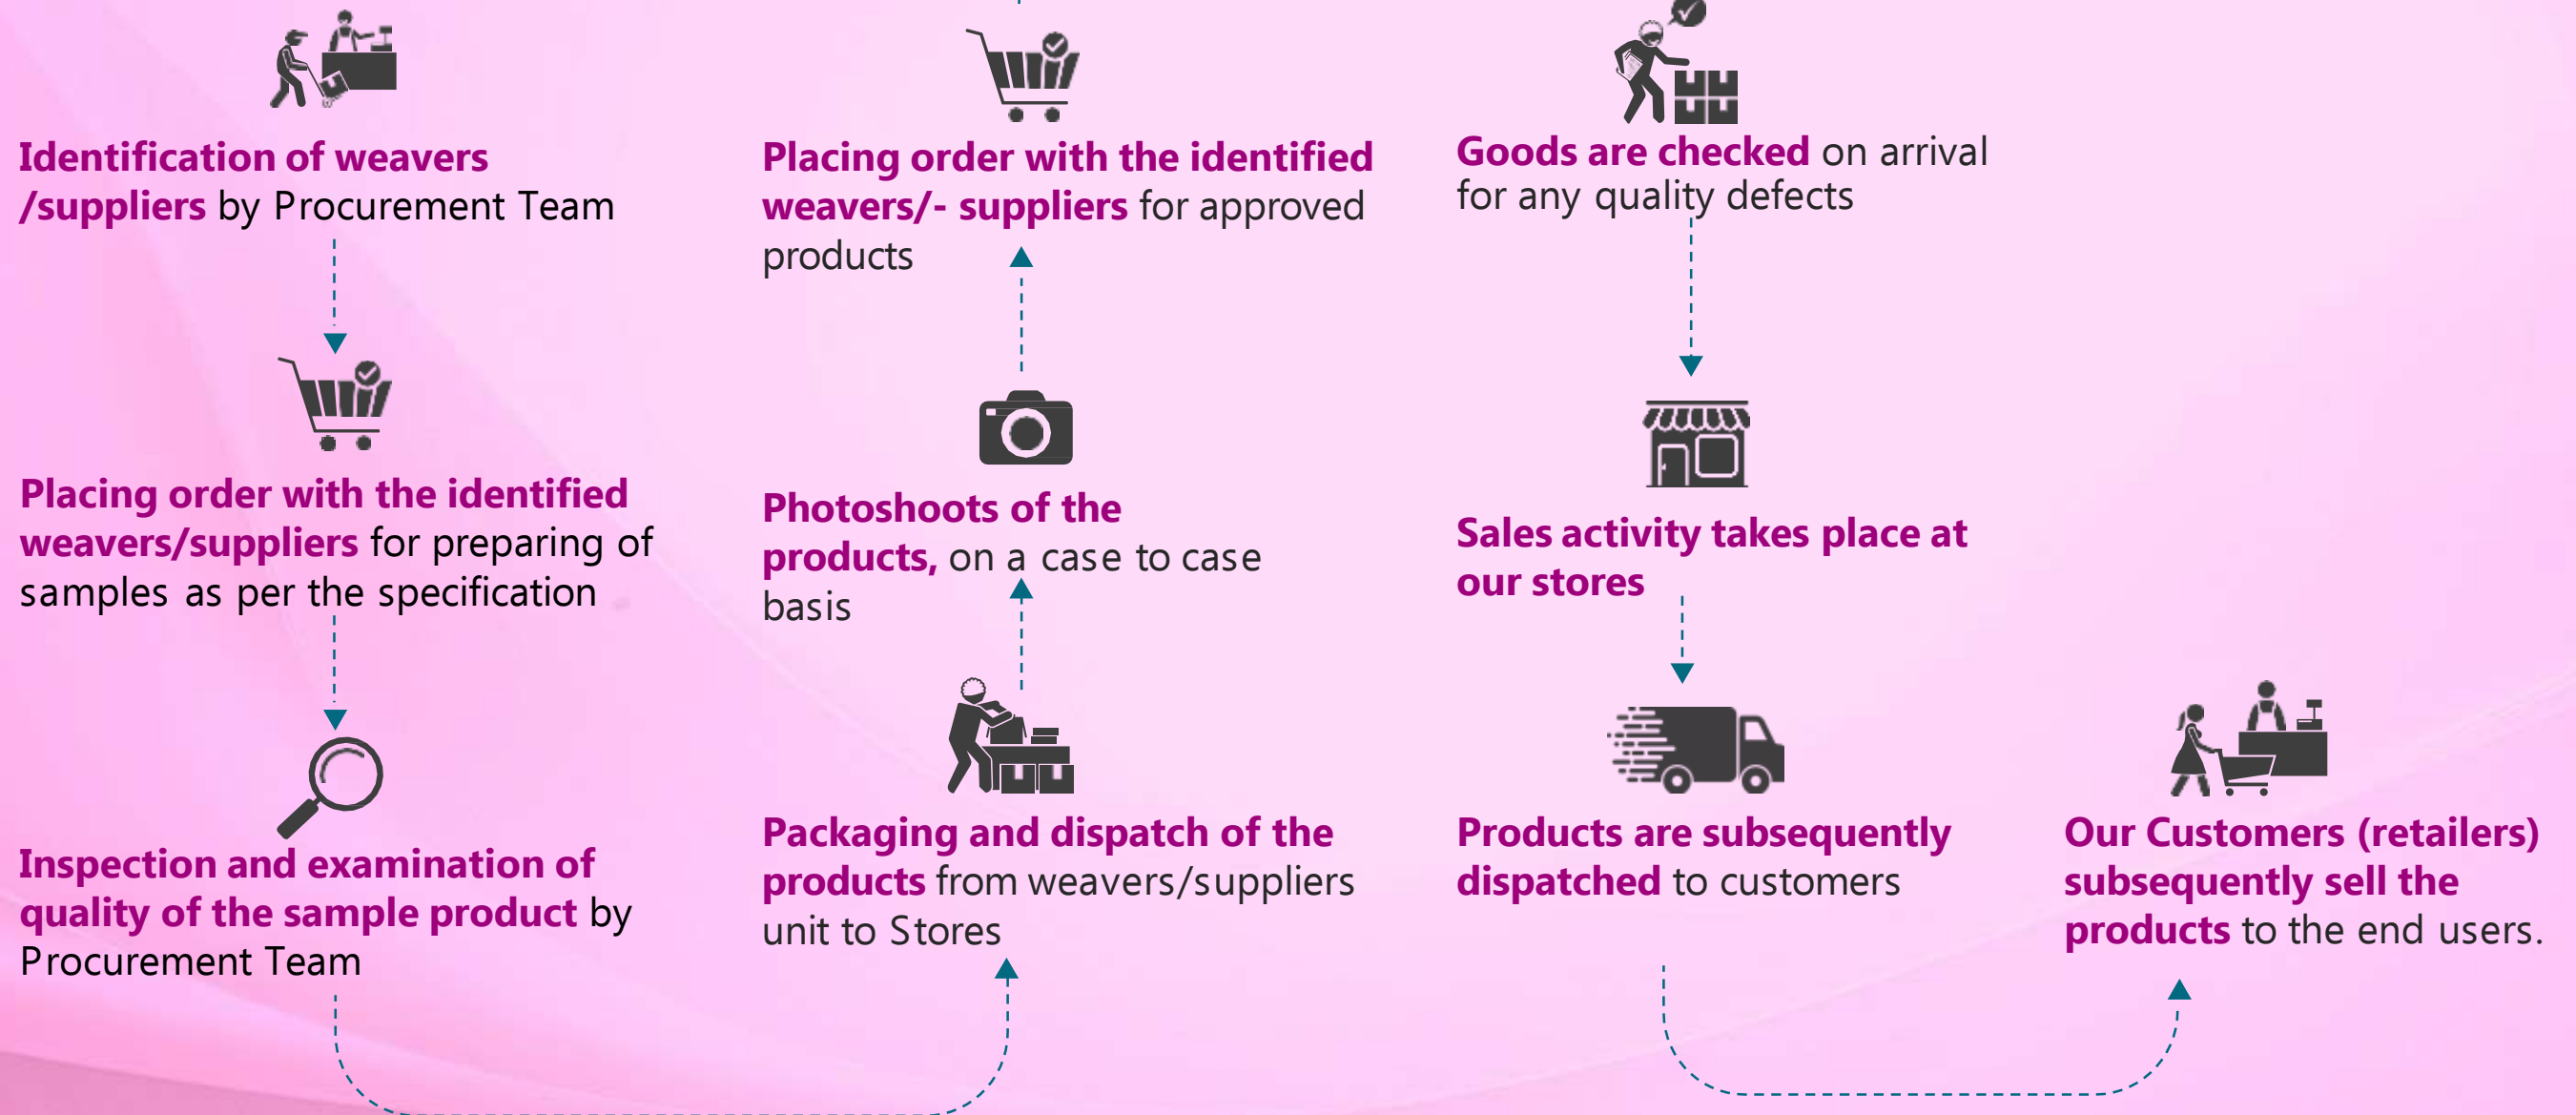 Identification of weavers
/suppliers by Procurement Team
Placing order with the identified
weavers/suppliers for preparing of
samples as per the specification
Inspection and examination of
quality of the sample product by
Procurement Team
Placing order with the identified
weavers/- suppliers for approved
products
Photoshoots of the
products, on a case to case
basis
Packaging and dispatch of the
products from weavers/suppliers
unit to Stores
Goods are checked on arrival
for any quality defects
Sales activity takes place at
our stores
Products are subsequently
dispatched to customers
Our Customers (retailers)
subsequently sell the
products to the end users.